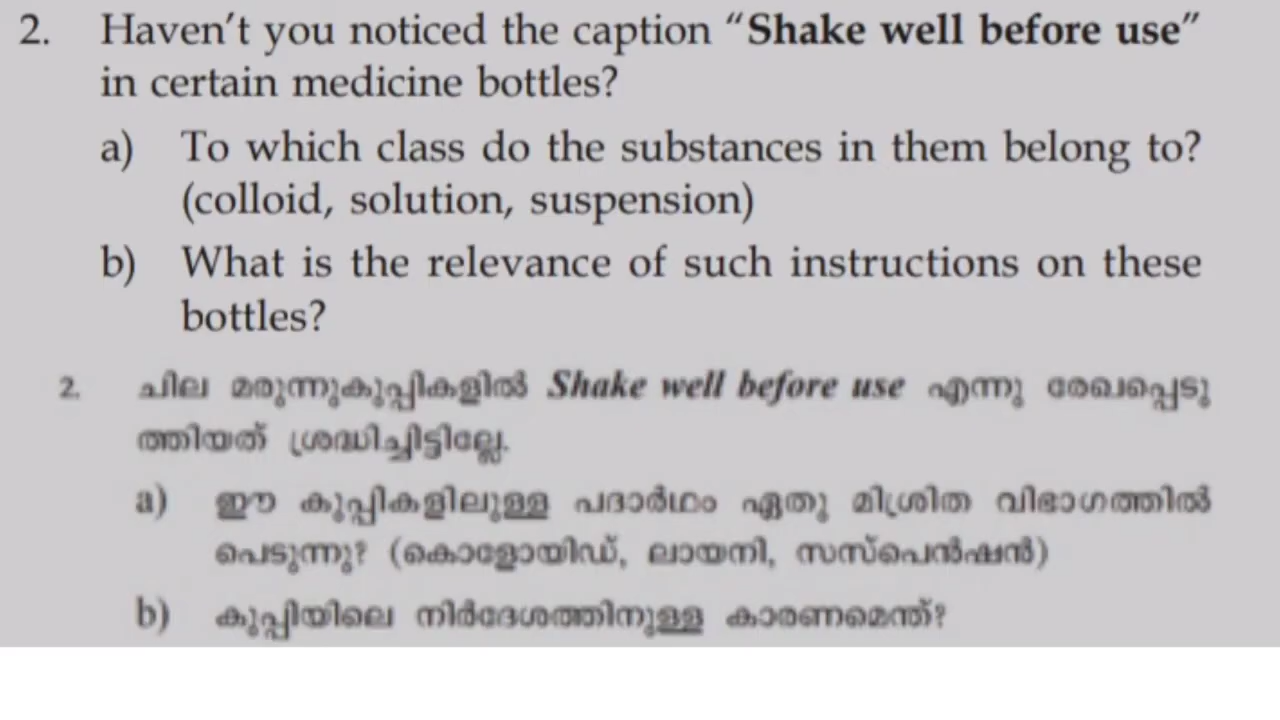 2. Haven't you noticed the caption “Shake well before use”
in certain medicine bottles?
a) To which class do the substances in them belong to?
(colloid, solution, suspension)
b) What is the relevance of such instructions on these
bottles?
2. ചില മരുന്നുകുപ്പികളിൽ Shake well before use എന്നു രേഖപ്പെടു
ത്തിയത് ശ്രദ്ധിച്ചിട്ടില്ലേ.
a) ഈ കുപ്പികളിലുള്ള പദാർഥം ഏതു മിശ്രിത വിഭാഗത്തിൽ
പെടുന്നു? (കൊളോയിഡ്, ലായനി, സസ്പെൻഷൻ)
b) കുപ്പിയിലെ നിർദേശത്തിനുള്ള കാരണമെന്ത്?